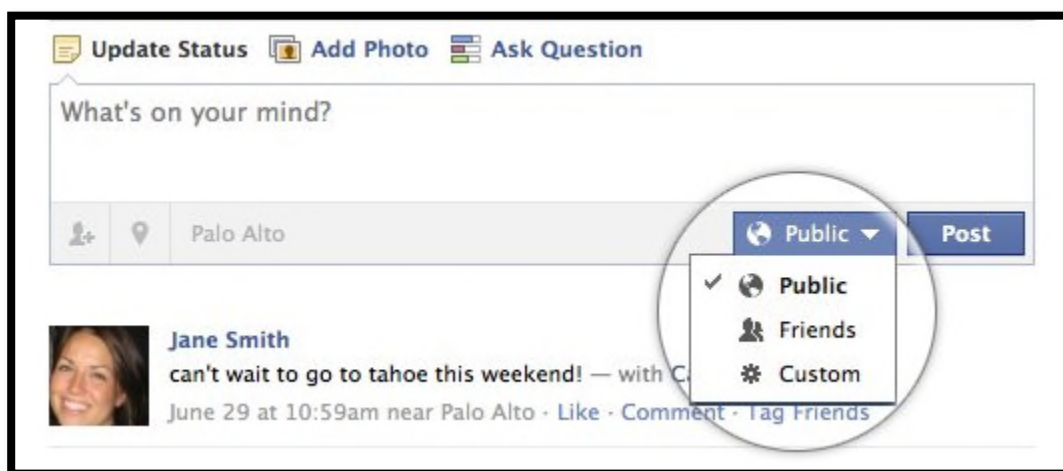 Update Status Add Photo Ask Question
What's on your mind?
Palo Alto Public Post
Public
Friends
Custom
Jane Smith
can't wait to go to tahoe this weekend! — with
June 29 at 10:59am near Palo Alto · Like · Comment · Tag Friends